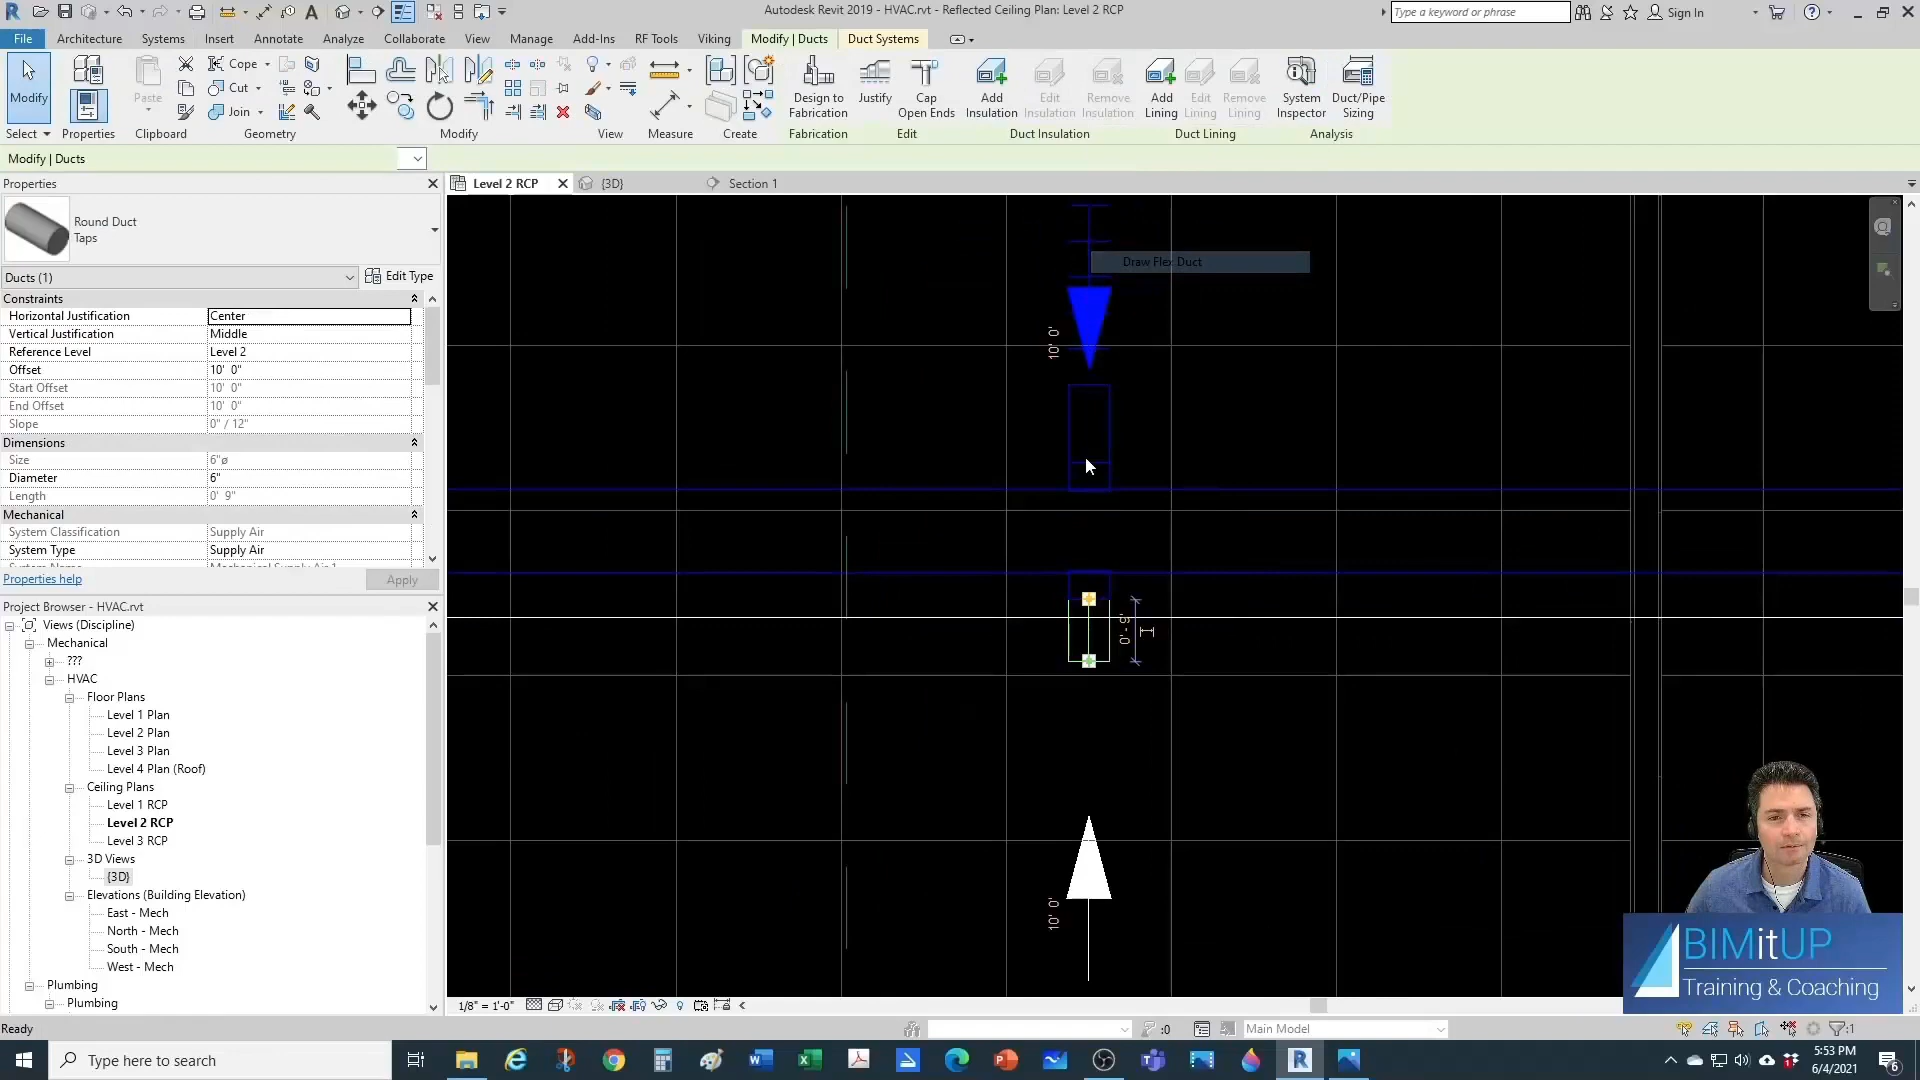 Autodesk Revit 2019 - HVAC.rvt - Reflected Ceiling Plan: Level 2 RCP
Type a keyword or phrase
Sign In
File
Architecture
Systems
Insert
Annotate
Analyze
Collaborate
View
Manage
Add-Ins
RF Tools
Viking
Modify | Ducts
Duct Systems
Modify
Paste
Cope
Cut
Join
Design to Fabrication
Justify
Cap Open Ends
Add Insulation
Edit Insulation
Remove Insulation
Add Lining
Edit Lining
Remove Lining
System Inspector
Duct/Pipe Sizing
Select
Properties
Clipboard
Geometry
Modify
View
Measure
Create
Fabrication
Edit
Duct Insulation
Duct Lining
Analysis
Modify | Ducts
Properties
Level 2 RCP
{3D}
Section 1
Round Duct
Taps
Ducts (1)
Edit Type
Constraints
Horizontal Justification Center
Vertical Justification Middle
Reference Level Level 2
Offset 10' 0"
Start Offset 10' 0"
End Offset 10' 0"
Slope 0" / 12"
Dimensions
Size 6"ø
Diameter 6"
Length 0' 9"
Mechanical
System Classification Supply Air
System Type Supply Air
Properties help
Apply
Draw Flex Duct
10' 0'
0' - 9'
10' 0'
Project Browser - HVAC.rvt
Views (Discipline)
Mechanical
???
HVAC
Floor Plans
Level 1 Plan
Level 2 Plan
Level 3 Plan
Level 4 Plan (Roof)
Ceiling Plans
Level 1 RCP
Level 2 RCP
Level 3 RCP
3D Views
{3D}
Elevations (Building Elevation)
East - Mech
North - Mech
South - Mech
West - Mech
Plumbing
Plumbing
BIMitUP
Training & Coaching
1/8" = 1'-0"
Ready
:0
Main Model
:1
Type here to search
5:53 PM
6/4/2021
6